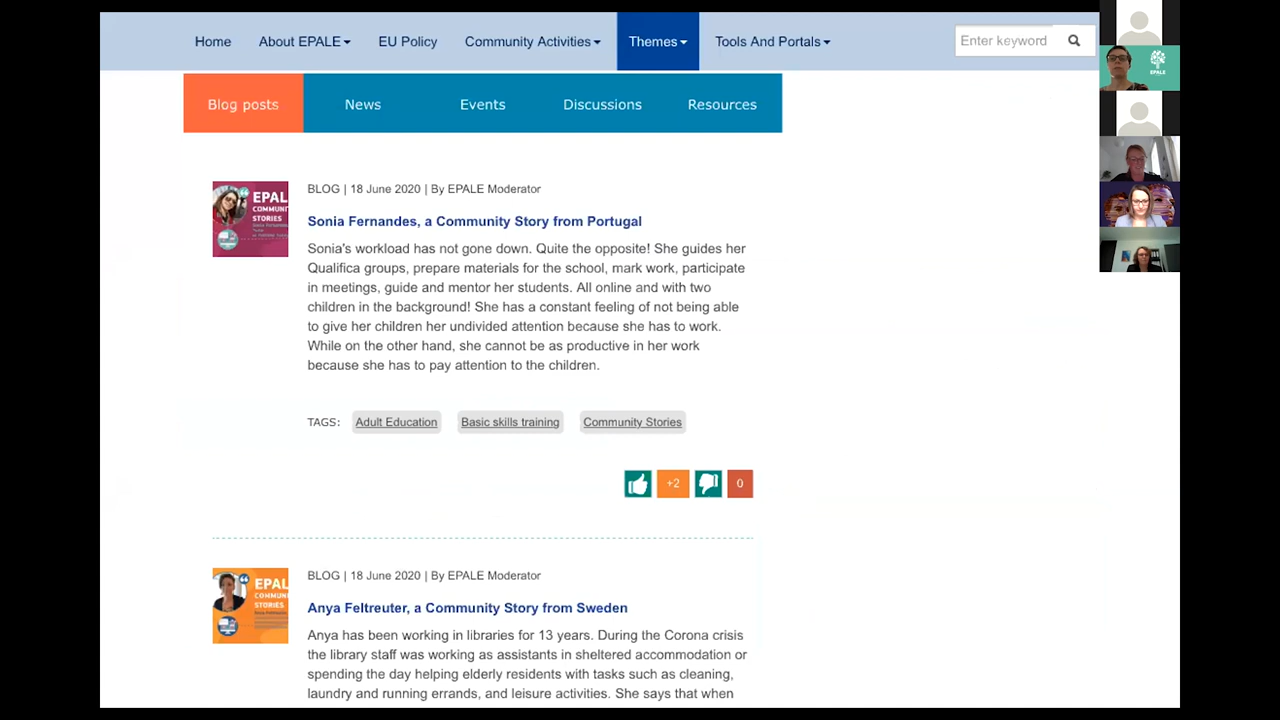 Home About EPALE EU Policy Community Activities Themes Tools And Portals Enter keyword
EPALE
Blog posts News Events Discussions Resources
BLOG | 18 June 2020 | By EPALE Moderator
EPAL
COMMUN
STORIES
Sonia Fernandes, a Community Story from Portugal
Sonia's workload has not gone down. Quite the opposite! She guides her
Qualifica groups, prepare materials for the school, mark work, participate
in meetings, guide and mentor her students. All online and with two
children in the background! She has a constant feeling of not being able
to give her children her undivided attention because she has to work.
While on the other hand, she cannot be as productive in her work
because she has to pay attention to the children.
TAGS: Adult Education Basic skills training Community Stories
+2 0
BLOG | 18 June 2020 | By EPALE Moderator
EPAL
COMMUN
STORIES
Anya Feltreuter, a Community Story from Sweden
Anya has been working in libraries for 13 years. During the Corona crisis
the library staff was working as assistants in sheltered accommodation or
spending the day helping elderly residents with tasks such as cleaning,
laundry and running errands, and leisure activities. She says that when